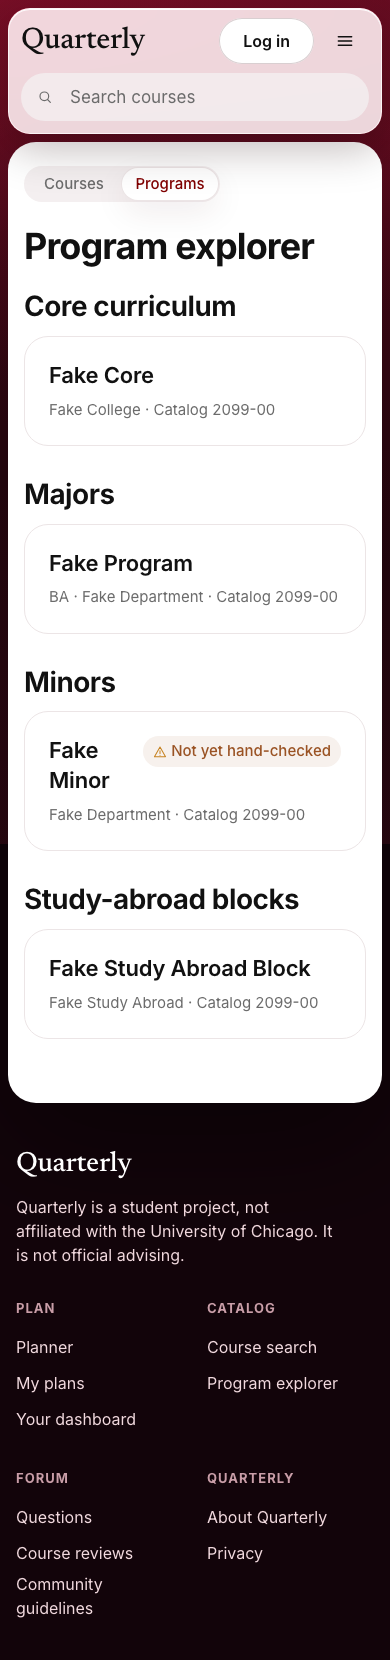 Quarterly
Log in
Search courses
Courses
Programs
Program explorer
Core curriculum
Fake Core
Fake College · Catalog 2099-00
Majors
Fake Program
BA · Fake Department · Catalog 2099-00
Minors
Fake
Minor
Not yet hand-checked
Fake Department · Catalog 2099-00
Study-abroad blocks
Fake Study Abroad Block
Fake Study Abroad · Catalog 2099-00
Quarterly
Quarterly is a student project, not
affiliated with the University of Chicago. It
is not official advising.
PLAN
Planner
My plans
Your dashboard
CATALOG
Course search
Program explorer
FORUM
Questions
Course reviews
Community
guidelines
QUARTERLY
About Quarterly
Privacy